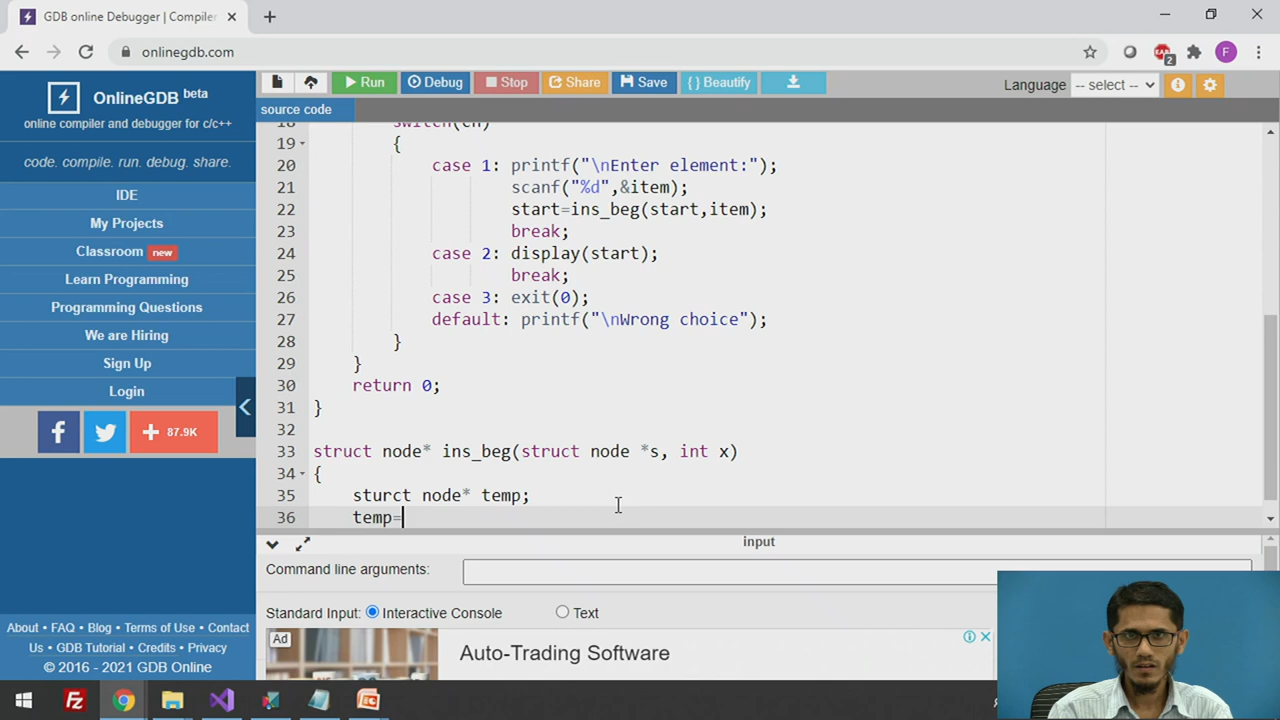 GDB online Debugger | Compiler
onlinegdb.com
F
2
OnlineGDB beta
online compiler and debugger for c/c++
code. compile. run. debug. share.
IDE
My Projects
Classroom new
Learn Programming
Programming Questions
We are Hiring
Sign Up
Login
87.9K
About • FAQ • Blog • Terms of Use • Contact
Us • GDB Tutorial • Credits • Privacy
© 2016 - 2021 GDB Online
Run Debug Stop Share Save { } Beautify
Language -- select --
source code
18 switch(ch)
19 {
20 case 1: printf("\nEnter element:");
21 scanf("%d",&item);
22 start=ins_beg(start,item);
23 break;
24 case 2: display(start);
25 break;
26 case 3: exit(0);
27 default: printf("\nWrong choice");
28 }
29 }
30 return 0;
31 }
32
33 struct node* ins_beg(struct node *s, int x)
34 {
35 sturct node* temp;
36 temp=
input
Command line arguments:
Standard Input: Interactive Console Text
Ad
Auto-Trading Software